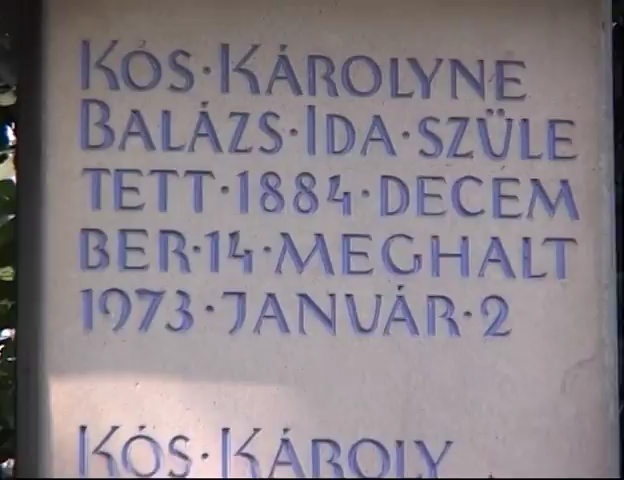 KÓS·KÁROLYNE
BALÁZS·IDA·SZÜLE
TETT·1884·DECEM
BER·14·MEGHALT
1973·JANUÁR·2
KÓS·KÁROLY